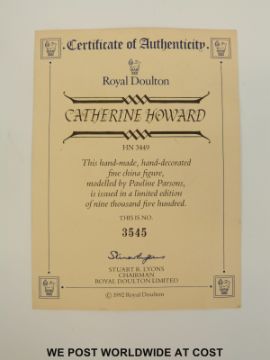 Certificate of Authenticity.
Royal Doulton
CATHERINE HOWARD
HN 3449
This hand-made, hand-decorated
fine china figure,
modelled by Pauline Parsons,
is issued in a limited edition
of nine thousand five hundred.
THIS IS NO.
3545
STUART R. LYONS
CHAIRMAN
ROYAL DOULTON LIMITED
© 1992 Royal Doulton
WE POST WORLDWIDE AT COST